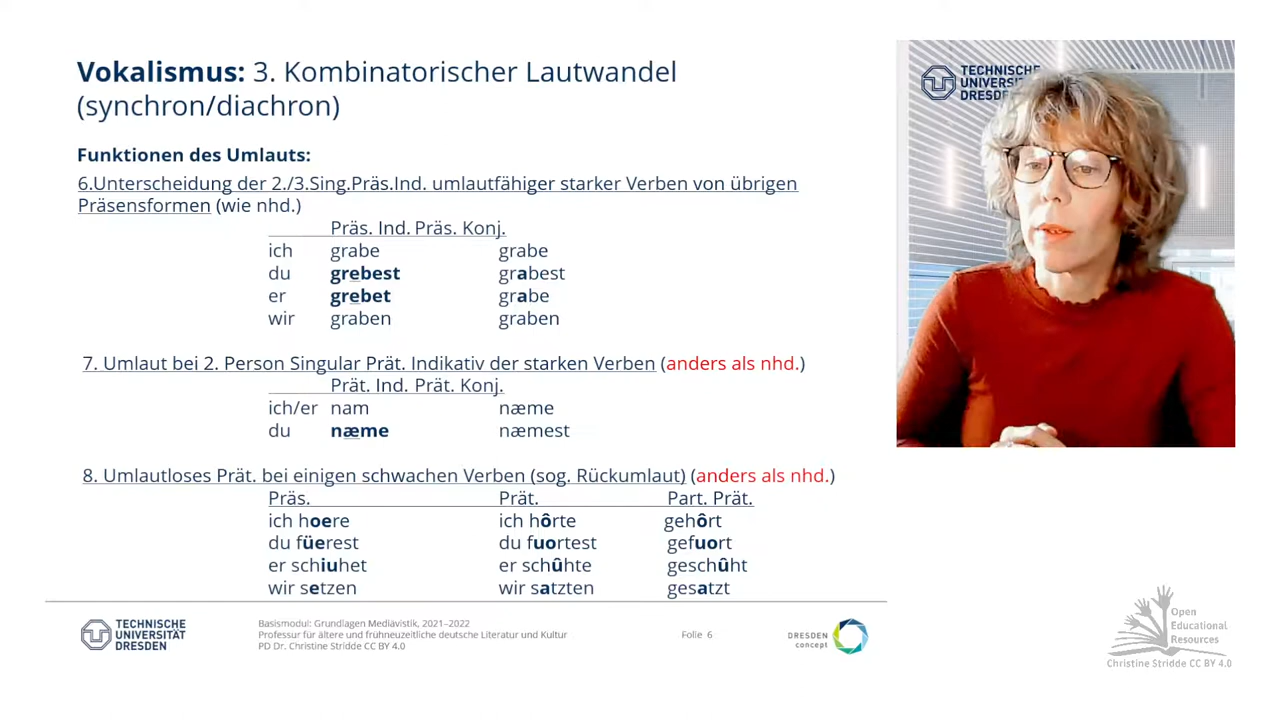 Vokalismus: 3. Kombinatorischer Lautwandel
(synchron/diachron)
Funktionen des Umlauts:
6.Unterscheidung der 2./3.Sing.Präs.Ind. umlautfähiger starker Verben von übrigen
Präsensformen (wie nhd.)
Präs. Ind. Präs. Konj.
ich grabe grabe
du grebest grabest
er grebet grabe
wir graben graben
7. Umlaut bei 2. Person Singular Prät. Indikativ der starken Verben (anders als nhd.)
Prät. Ind. Prät. Konj.
ich/er nam næme
du næme næmest
8. Umlautloses Prät. bei einigen schwachen Verben (sog. Rückumlaut) (anders als nhd.)
Präs. Prät. Part. Prät.
ich hoere ich hôrte gehôrt
du füerest du fuortest gefuort
er schiuhet er schûhte geschûht
wir setzen wir satzten gesatzt
TECHNISCHE
UNIVERSITÄT
DRESDEN
Basismodul: Grundlagen Mediävistik, 2021–2022
Professur für ältere und frühneuzeitliche deutsche Literatur und Kultur
PD Dr. Christine Stridde CC BY 4.0
Folie 6
DRESDEN
concept
TECHNISCHE
UNIVERSI
DRESDE
Open
Educational
Resources
Christine Stridde CC BY 4.0